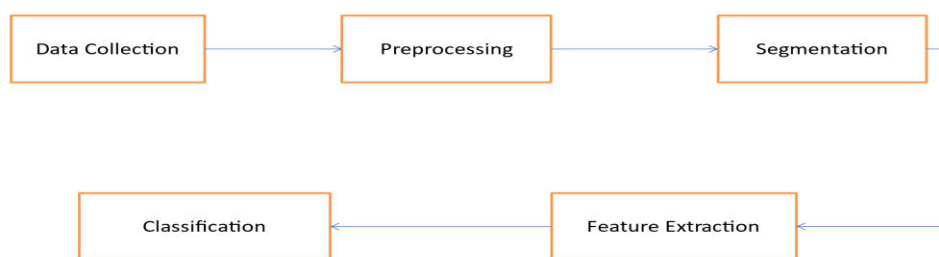 Data Collection
Preprocessing
Segmentation
Feature Extraction
Classification